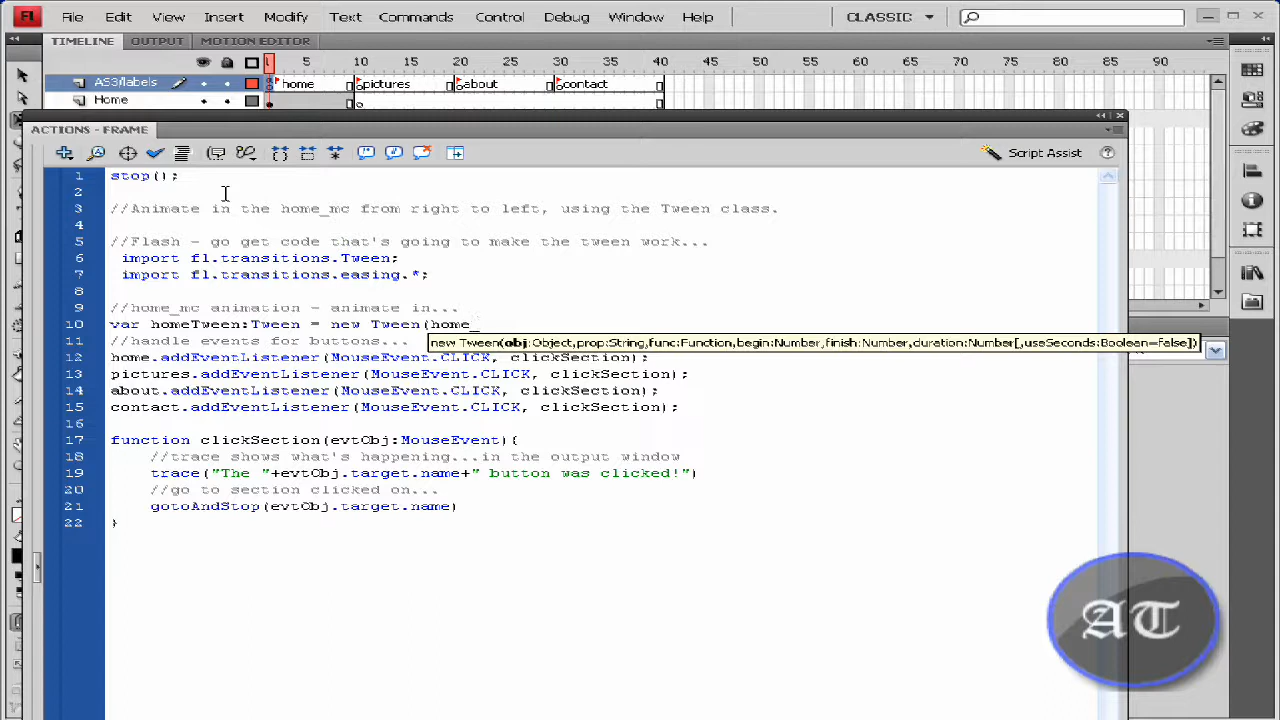 Fl File Edit View Insert Modify Text Commands Control Debug Window Help CLASSIC
TIMELINE OUTPUT MOTION EDITOR
1 5 10 15 20 25 30 35 40 45 50 55 60 65 70 75 80 85 90
AS3/labels home pictures about contact
Home
ACTIONS - FRAME
Script Assist
1 stop();
2
3 //Animate in the home_mc from right to left, using the Tween class.
4
5 //Flash - go get code that's going to make the tween work...
6 import fl.transitions.Tween;
7 import fl.transitions.easing.*;
8
9 //home_mc animation - animate in...
10 var homeTween:Tween = new Tween(home_
new Tween(obj:Object,prop:String,func:Function,begin:Number,finish:Number,duration:Number[,useSeconds:Boolean=false])
11 //handle events for buttons...
12 home.addEventListener(MouseEvent.CLICK, clickSection);
13 pictures.addEventListener(MouseEvent.CLICK, clickSection);
14 about.addEventListener(MouseEvent.CLICK, clickSection);
15 contact.addEventListener(MouseEvent.CLICK, clickSection);
16
17 function clickSection(evtObj:MouseEvent){
18 //trace shows what's happening...in the output window
19 trace("The "+evtObj.target.name+" button was clicked!")
20 //go to section clicked on...
21 gotoAndStop(evtObj.target.name)
22 }
AT